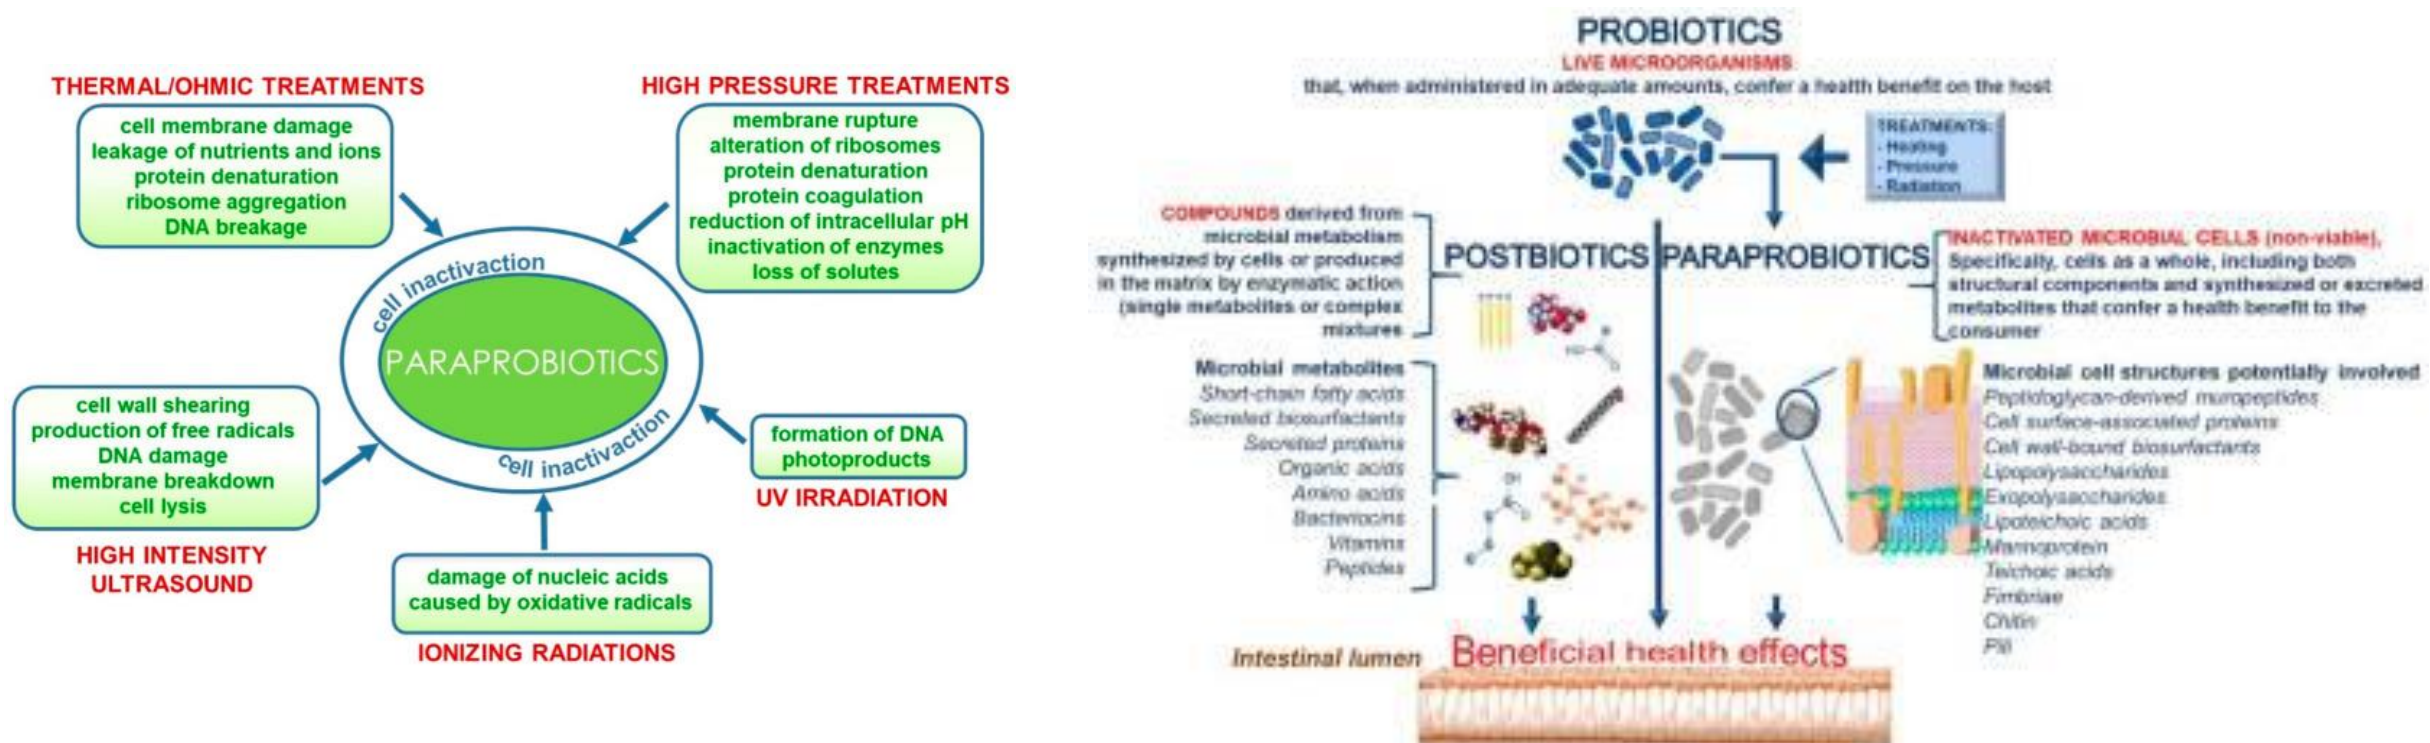 THERMAL/OHMIC TREATMENTS
cell membrane damage
leakage of nutrients and ions
protein denaturation
ribosome aggregation
DNA breakage
HIGH PRESSURE TREATMENTS
membrane rupture
alteration of ribosomes
protein denaturation
protein coagulation
reduction of intracellular pH
inactivation of enzymes
loss of solutes
cell inactivaction
PARAPROBIOTICS
cell inactivaction
cell wall shearing
production of free radicals
DNA damage
membrane breakdown
cell lysis
HIGH INTENSITY
ULTRASOUND
formation of DNA
photoproducts
UV IRRADIATION
damage of nucleic acids
caused by oxidative radicals
IONIZING RADIATIONS
PROBIOTICS
LIVE MICROORGANISMS
that, when administered in adequate amounts, confer a health benefit on the host
TREATMENTS:
- Heating
- Pressure
- Radiation
COMPOUNDS derived from
microbial metabolism
synthesized by cells or produced
in the matrix by enzymatic action
(single metabolites or complex
mixtures
POSTBIOTICS
PARAPROBIOTICS
INACTIVATED MICROBIAL CELLS (non-viable),
Specifically, cells as a whole, including both
structural components and synthesized or excreted
metabolites that confer a health benefit to the
consumer
Microbial metabolites
Short-chain fatty acids
Secreted biosurfactants
Secreted proteins
Organic acids
Amino acids
Bacteriocins
Vitamins
Peptides
Microbial cell structures potentially involved
Peptidoglycan-derived muropeptides
Cell surface-associated proteins
Cell wall-bound biosurfactants
Lipopolysaccharides
Exopolysaccharides
Lipoteichoic acids
Mannoprotein
Teichoic acids
Fimbriae
Chitin
Pili
Intestinal lumen
Beneficial health effects